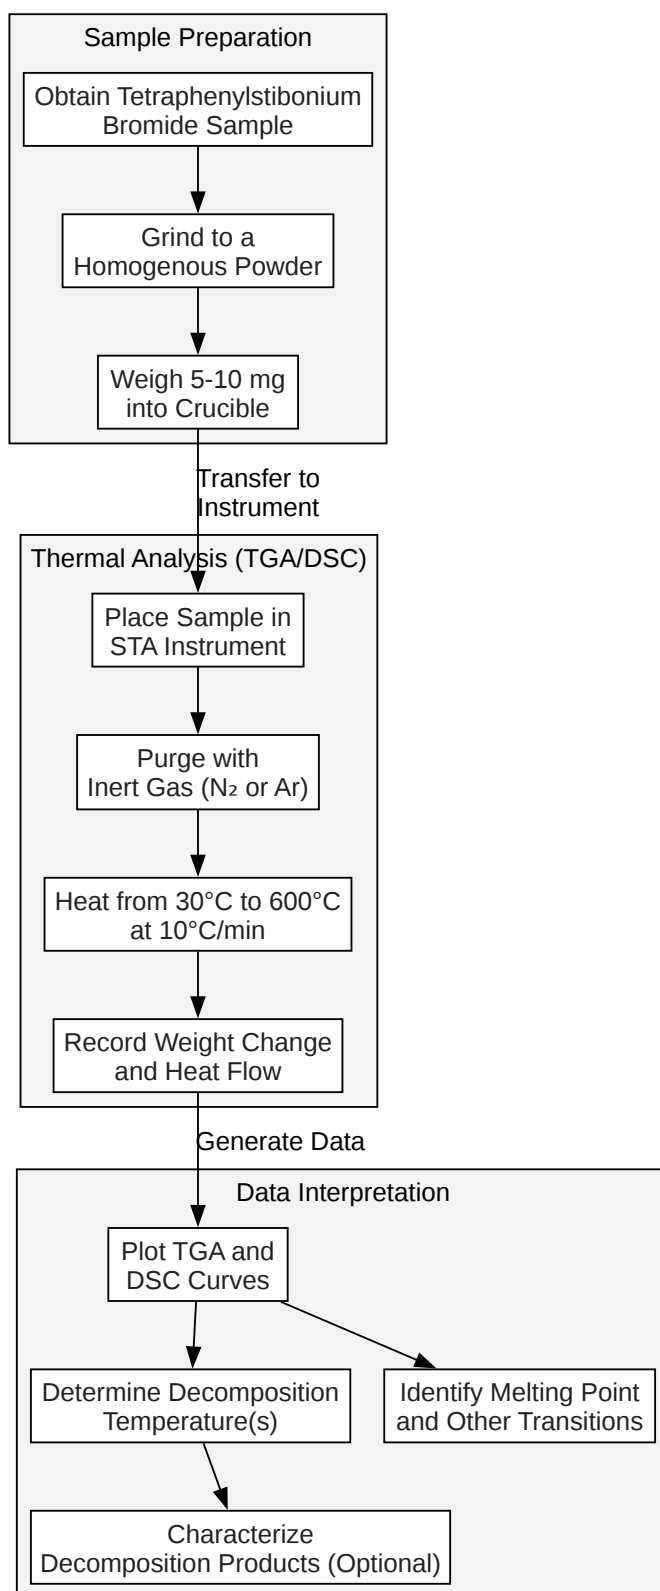 Sample Preparation
Obtain Tetraphenylstibonium
Bromide Sample
Grind to a
Homogenous Powder
Weigh 5-10 mg
into Crucible
Transfer to
Instrument
Thermal Analysis (TGA/DSC)
Place Sample in
STA Instrument
Purge with
Inert Gas (N₂ or Ar)
Heat from 30°C to 600°C
at 10°C/min
Record Weight Change
and Heat Flow
Generate Data
Data Interpretation
Plot TGA and
DSC Curves
Determine Decomposition
Temperature(s)
Identify Melting Point
and Other Transitions
Characterize
Decomposition Products (Optional)